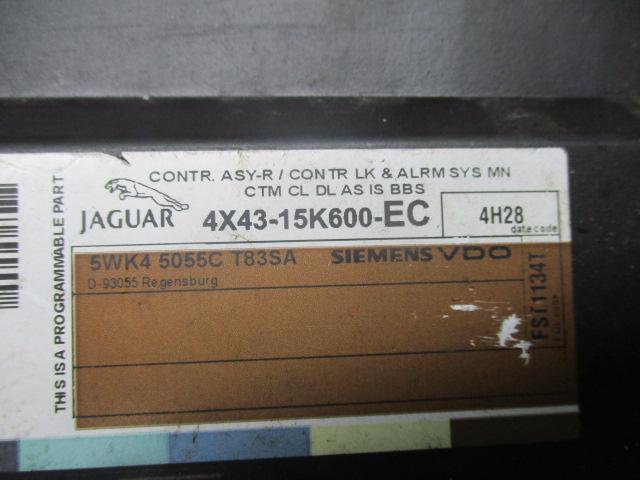 CONTR. ASY-R / CONTR LK & ALRM SYS MN
CTM CL DL AS IS BBS
JAGUAR 4X43-15K600-EC 4H28
date code
5WK4 5055C T83SA SIEMENS VDO
D-93055 Regensburg
FST1134T
THIS IS A PROGRAMMABLE PART